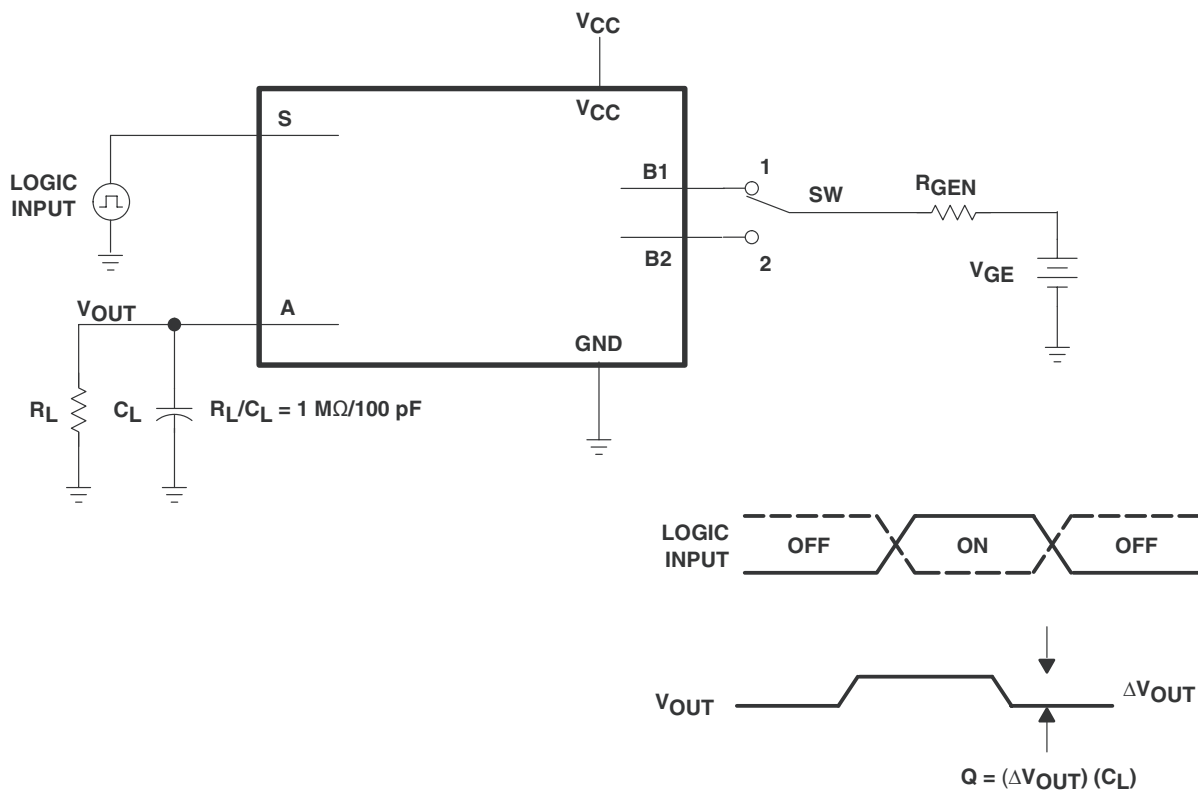 VCC
VCC
S
LOGIC
INPUT
B1
1
SW
RGEN
B2
2
VGE
VOUT
A
GND
RL
CL
RL/CL = 1 MΩ/100 pF
LOGIC
INPUT
OFF
ON
OFF
VOUT
ΔVOUT
Q = (ΔVOUT) (CL)